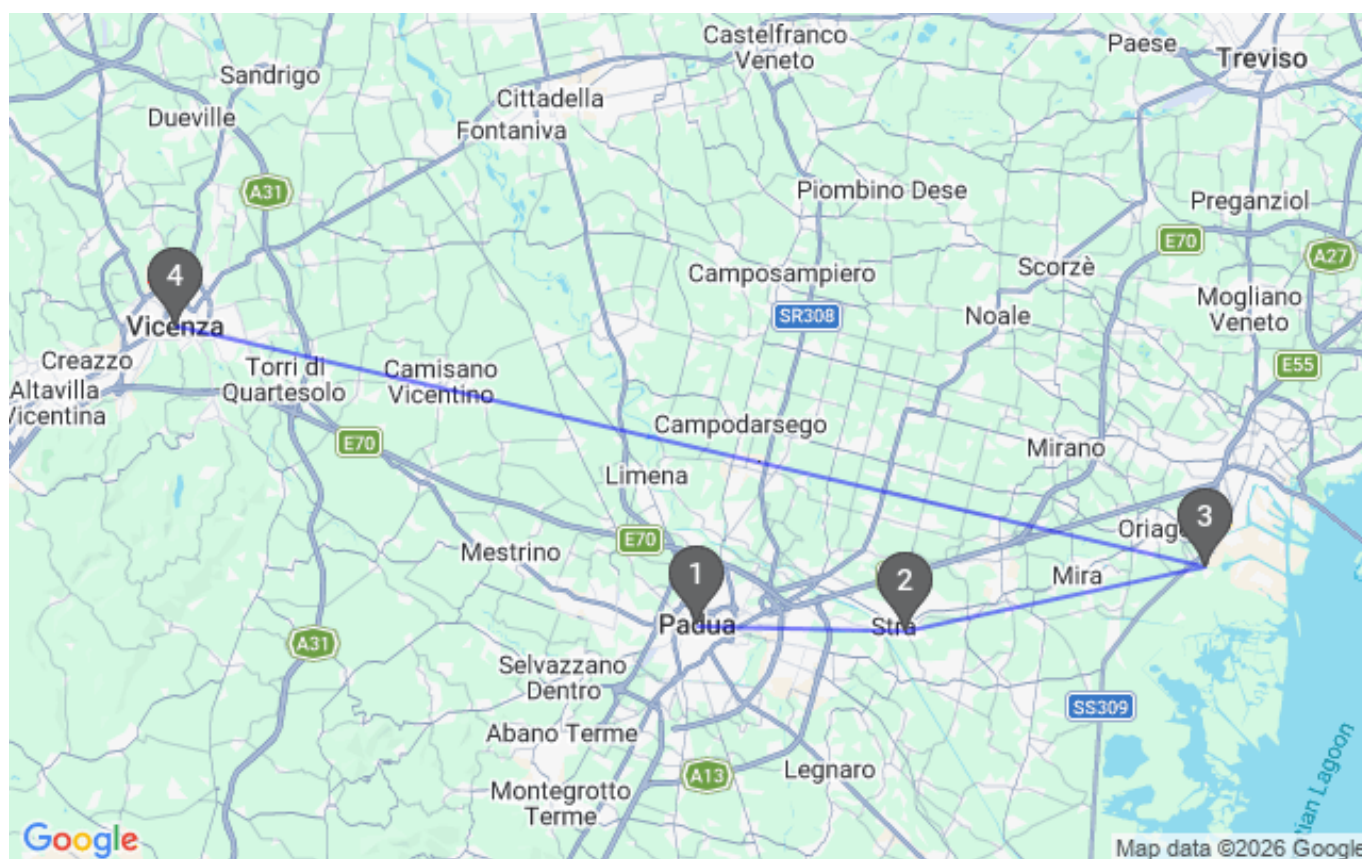 Castelfranco
Veneto
Paese
Treviso
Sandrigo
Cittadella
Dueville
Fontaniva
A31
Piombino Dese
Preganziol
E70
A27
Scorzè
Camposampiero
4
Mogliano
Veneto
SR308
Noale
Vicenza
Creazzo
Torri di
Quartesolo
Camisano
Vicentino
E55
Altavilla
Vicentina
Campodarsego
E70
Mirano
Limena
3
Oriago
E70
Mestrino
1
2
Mira
Padua
Stra
A31
Selvazzano
Dentro
SS309
Abano Terme
Legnaro
A13
Montegrotto
Terme
Lagoon
Google
Map data ©2026 Google